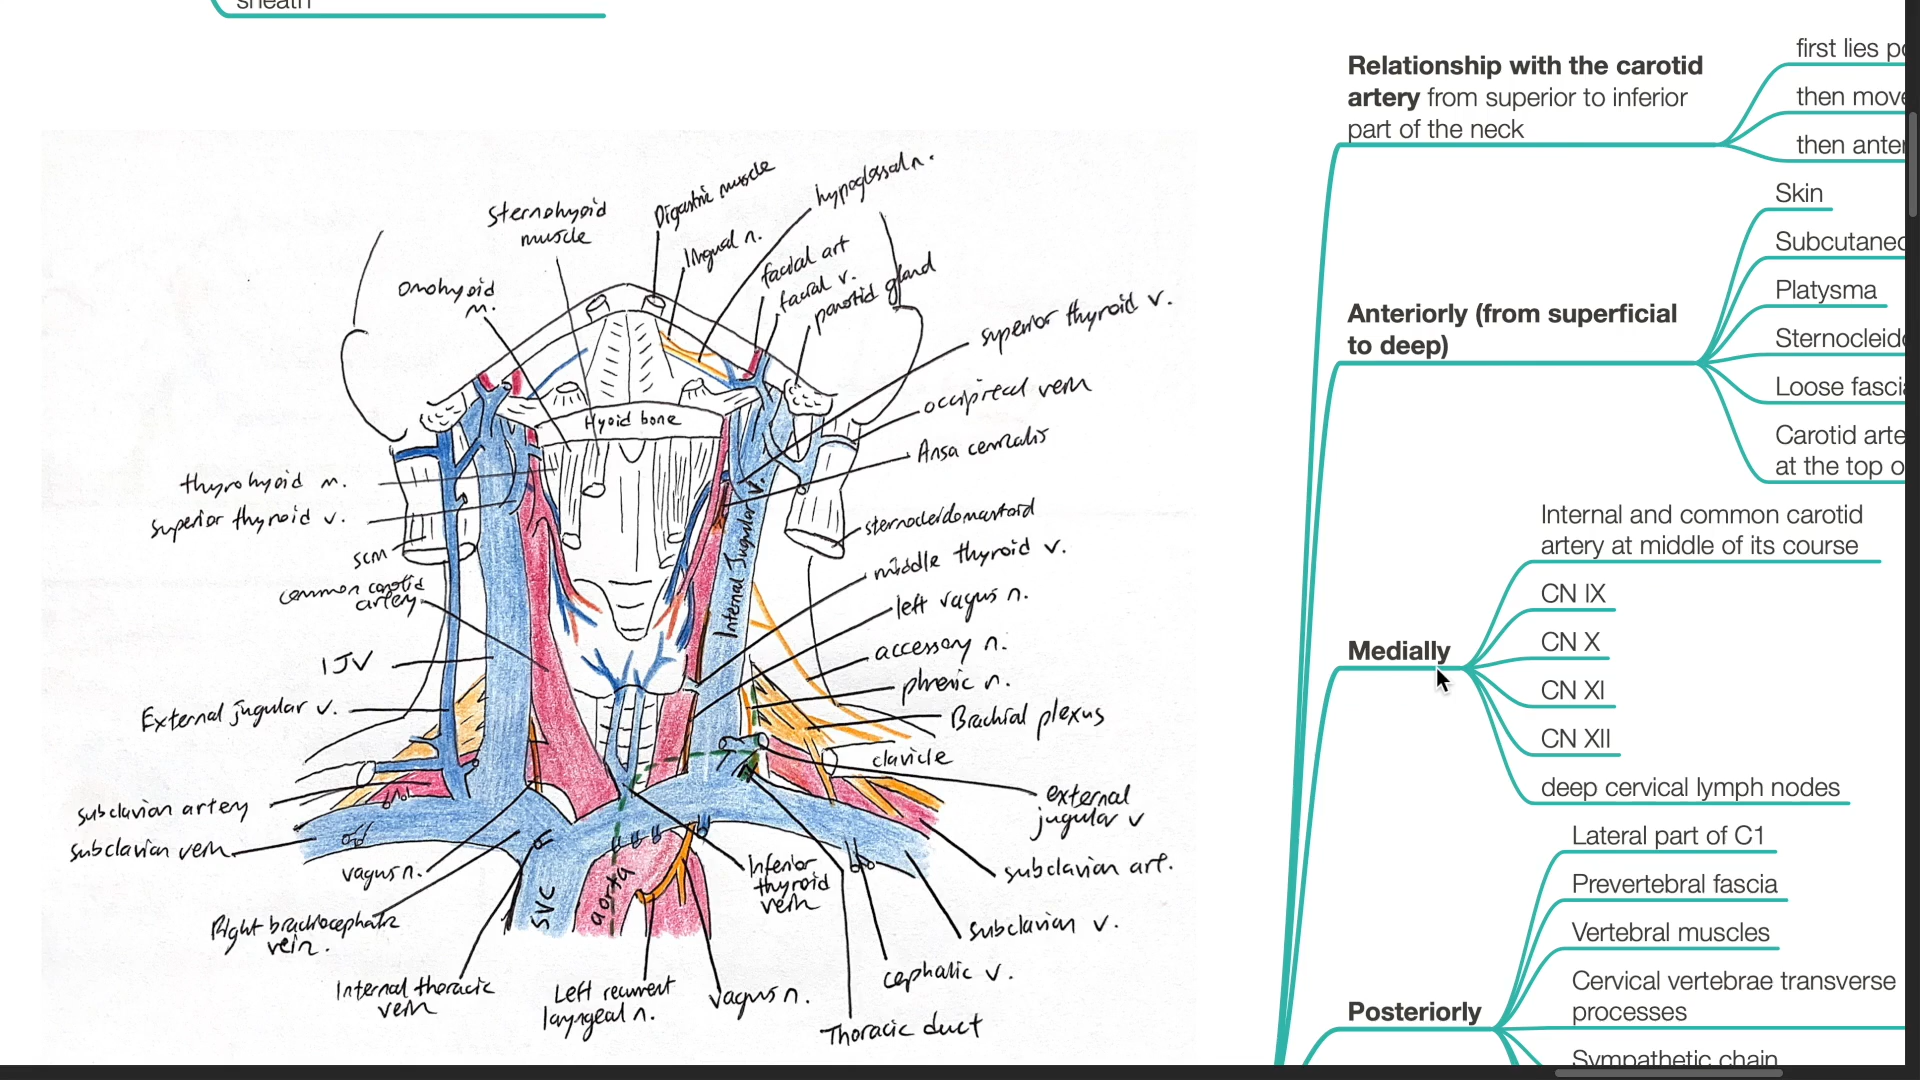 sheath
Sternohyoid
muscle
Digastric muscle
hypoglossal n.
lingual n.
facial art
facial v.
parotid gland
Omohyoid
m.
superior thyroid v.
occipital vein
Ansa cervicalis
Hyoid bone
thyrohyoid m.
superior thyroid v.
scm
common carotid
artery
IJV
External jugular v.
Internal Jugular v.
sternocleidomastoid
middle thyroid v.
left vagus n.
accessory n.
phrenic n.
Brachial plexus
clavicle
external
jugular v
subclavian artery
subclavian vein
vagus n.
Right brachiocephalic
vein.
SVC
aorta
Inferior
thyroid
vein
subclavian art.
subclavian v.
cephalic v.
Internal thoracic
vein
Left recurrent
laryngeal n.
vagus n.
Thoracic duct
Relationship with the carotid
artery from superior to inferior
part of the neck
first lies
then
then
Anteriorly (from superficial
to deep)
Skin
Platysma
Loose
Carotid
at the top
Medially
Internal and common carotid
artery at middle of its course
CN IX
CN X
CN XI
CN XII
deep cervical lymph nodes
Posteriorly
Lateral part of C1
Prevertebral fascia
Vertebral muscles
Cervical vertebrae transverse
processes
Sympathetic chain